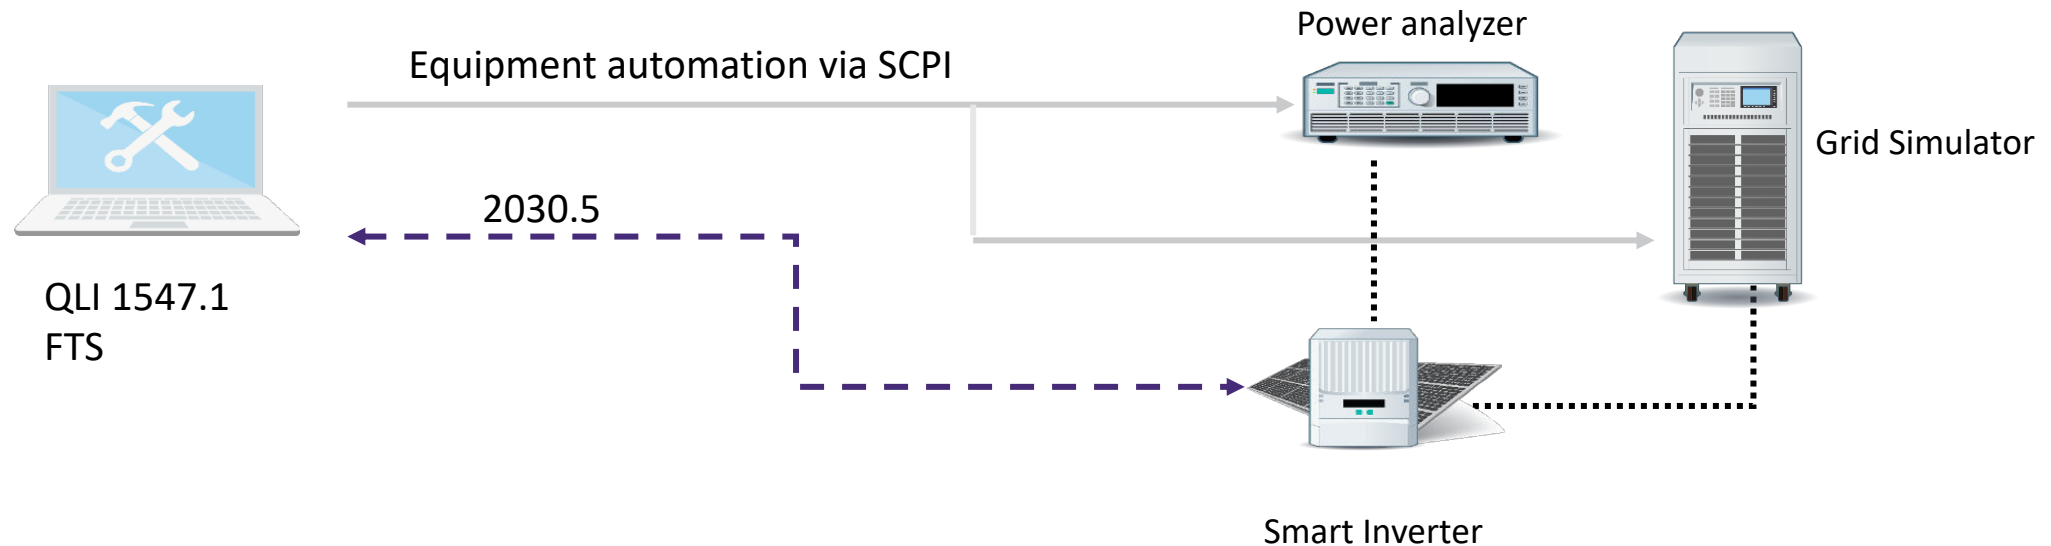 Power analyzer
Equipment automation via SCPI
Grid Simulator
2030.5
QLI 1547.1
FTS
Smart Inverter